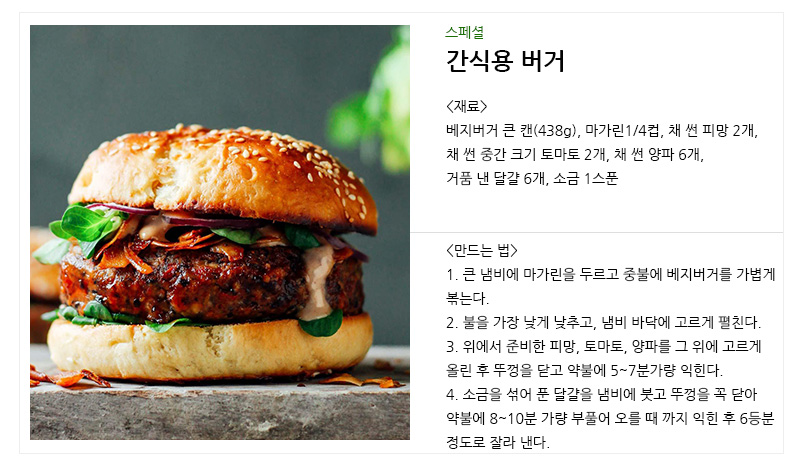 스페셜
간식용 버거
<재료>
베지버거 큰 캔(438g), 마가린1/4컵, 채 썬 피망 2개,
채 썬 중간 크기 토마토 2개, 채 썬 양파 6개,
거품 낸 달걀 6개, 소금 1스푼
<만드는 법>
1. 큰 냄비에 마가린을 두르고 중불에 베지버거를 가볍게
볶는다.
2. 불을 가장 낮게 낮추고, 냄비 바닥에 고르게 펼친다.
3. 위에서 준비한 피망, 토마토, 양파를 그 위에 고르게
올린 후 뚜껑을 닫고 약불에 5~7분가량 익힌다.
4. 소금을 섞어 푼 달걀을 냄비에 붓고 뚜껑을 꼭 닫아
약불에 8~10분 가량 부풀어 오를 때 까지 익힌 후 6등분
정도로 잘라 낸다.